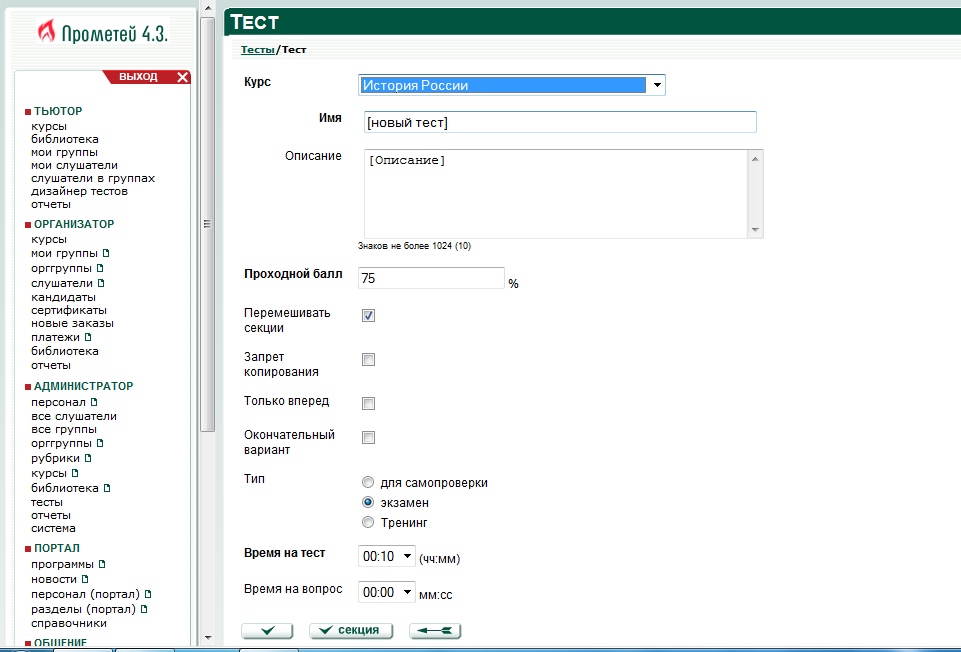 Прометей 4.3.
ВЫХОД
ТЬЮТОР
курсы
библиотека
мои группы
мои слушатели
слушатели в группах
дизайнер тестов
отчеты
ОРГАНИЗАТОР
курсы
мои группы
орггруппы
слушатели
кандидаты
сертификаты
новые заказы
платежи
библиотека
отчеты
АДМИНИСТРАТОР
персонал
все слушатели
все группы
орггруппы
рубрики
курсы
библиотека
тесты
отчеты
система
ПОРТАЛ
программы
новости
персонал (портал)
разделы (портал)
справочники
ОБЩЕНИЕ
Тест
Тесты/Тест
Курс
История России
Имя
[новый тест]
Описание
[Описание]
Знаков не более 1024 (10)
Проходной балл
75
%
Перемешивать
секции
Запрет
копирования
Только вперед
Окончательный
вариант
Тип
для самопроверки
экзамен
Тренинг
Время на тест
00:10
(чч:мм)
Время на вопрос
00:00
мм:сс
секция